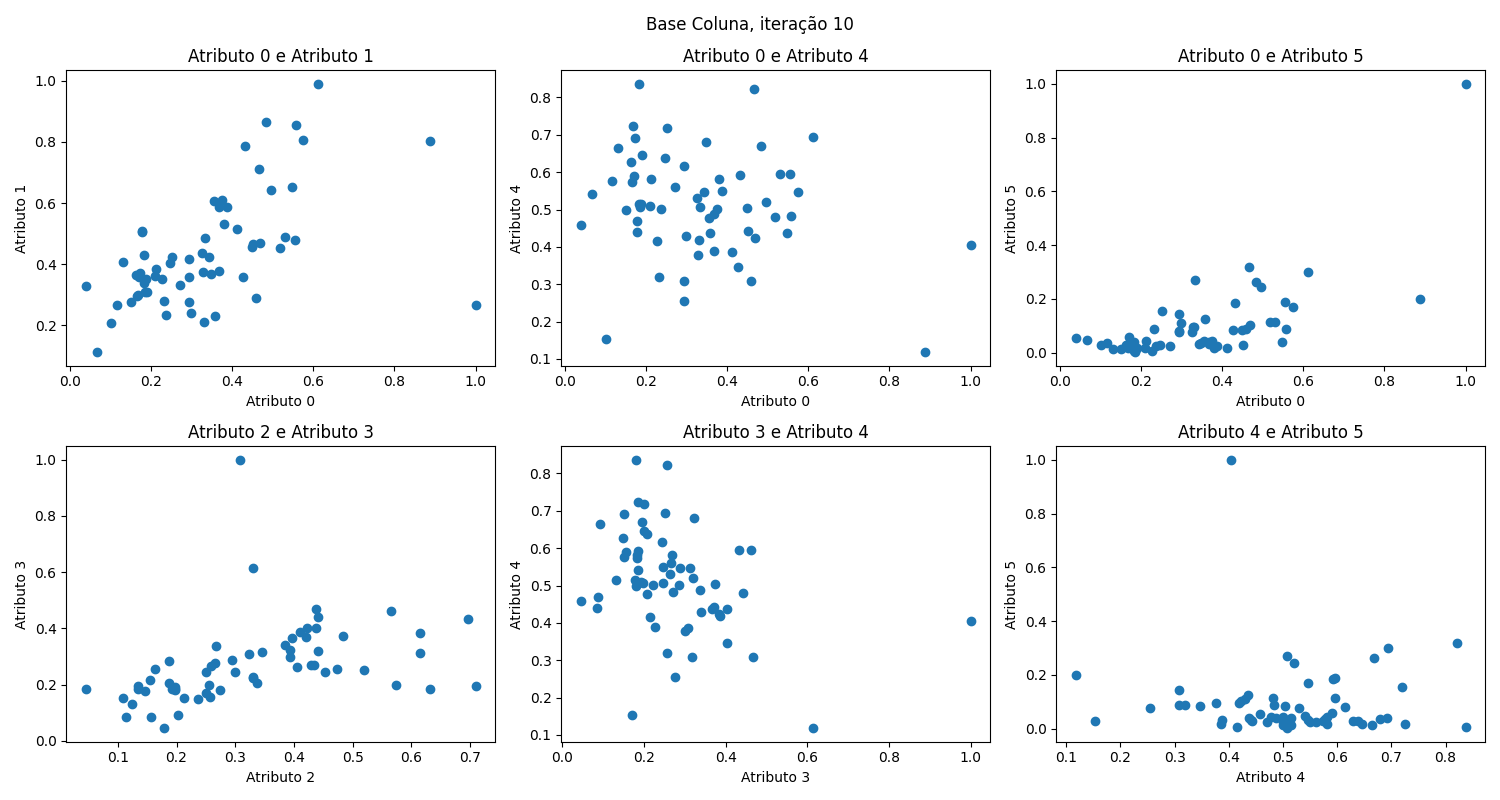 Base Coluna, iteração 10
Atributo 0 e Atributo 1
Atributo 1
1.0
0.8
0.6
0.4
0.2
0.0 0.2 0.4 0.6 0.8 1.0
Atributo 0
Atributo 0 e Atributo 4
Atributo 4
0.8
0.7
0.6
0.5
0.4
0.3
0.2
0.1
0.0 0.2 0.4 0.6 0.8 1.0
Atributo 0
Atributo 0 e Atributo 5
Atributo 5
1.0
0.8
0.6
0.4
0.2
0.0
0.0 0.2 0.4 0.6 0.8 1.0
Atributo 0
Atributo 2 e Atributo 3
Atributo 3
1.0
0.8
0.6
0.4
0.2
0.0
0.1 0.2 0.3 0.4 0.5 0.6 0.7
Atributo 2
Atributo 3 e Atributo 4
Atributo 4
0.8
0.7
0.6
0.5
0.4
0.3
0.2
0.1
0.0 0.2 0.4 0.6 0.8 1.0
Atributo 3
Atributo 4 e Atributo 5
Atributo 5
1.0
0.8
0.6
0.4
0.2
0.0
0.1 0.2 0.3 0.4 0.5 0.6 0.7 0.8
Atributo 4